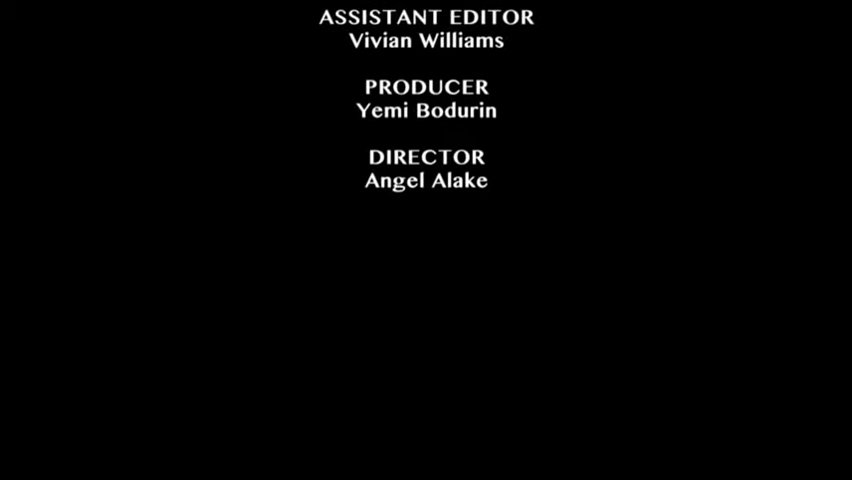 ASSISTANT EDITOR
Vivian Williams
PRODUCER
Yemi Bodurin
DIRECTOR
Angel Alake